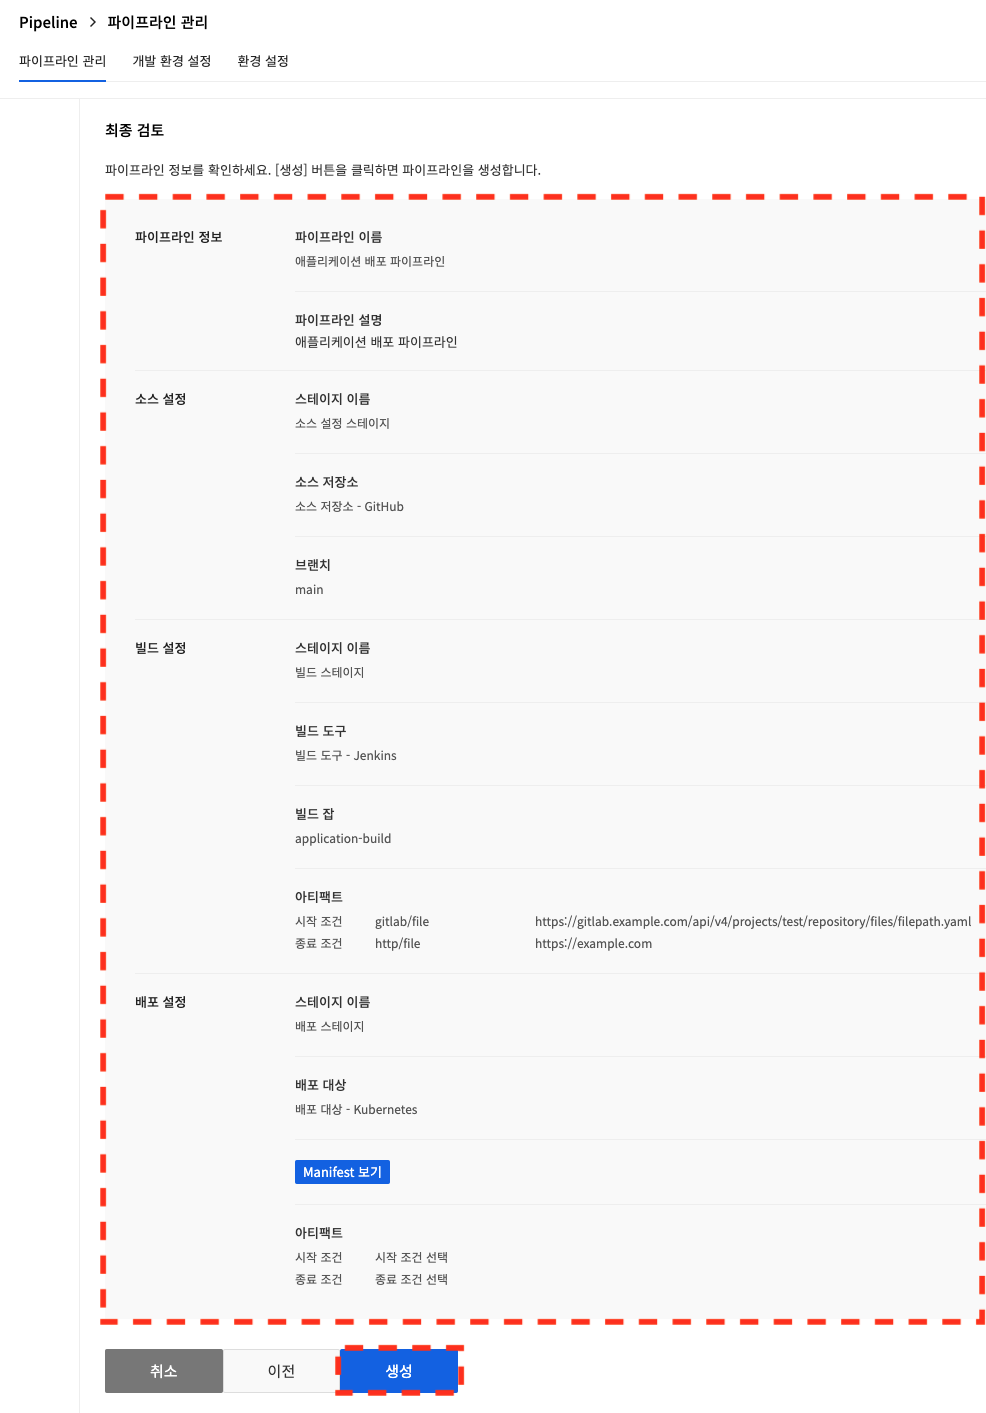 Pipeline > 파이프라인 관리
파이프라인 관리 개발 환경 설정 환경 설정
최종 검토
파이프라인 정보를 확인하세요. [생성] 버튼을 클릭하면 파이프라인을 생성합니다.
파이프라인 정보 파이프라인 이름
애플리케이션 배포 파이프라인
파이프라인 설명
애플리케이션 배포 파이프라인
소스 설정 스테이지 이름
소스 설정 스테이지
소스 저장소
소스 저장소 - GitHub
브랜치
main
빌드 설정 스테이지 이름
빌드 스테이지
빌드 도구
빌드 도구 - Jenkins
빌드 잡
application-build
아티팩트
시작 조건 gitlab/file https://gitlab.example.com/api/v4/projects/test/repository/files/filepath.yaml
종료 조건 http/file https://example.com
배포 설정 스테이지 이름
배포 스테이지
배포 대상
배포 대상 - Kubernetes
Manifest 보기
아티팩트
시작 조건 시작 조건 선택
종료 조건 종료 조건 선택
취소 이전 생성